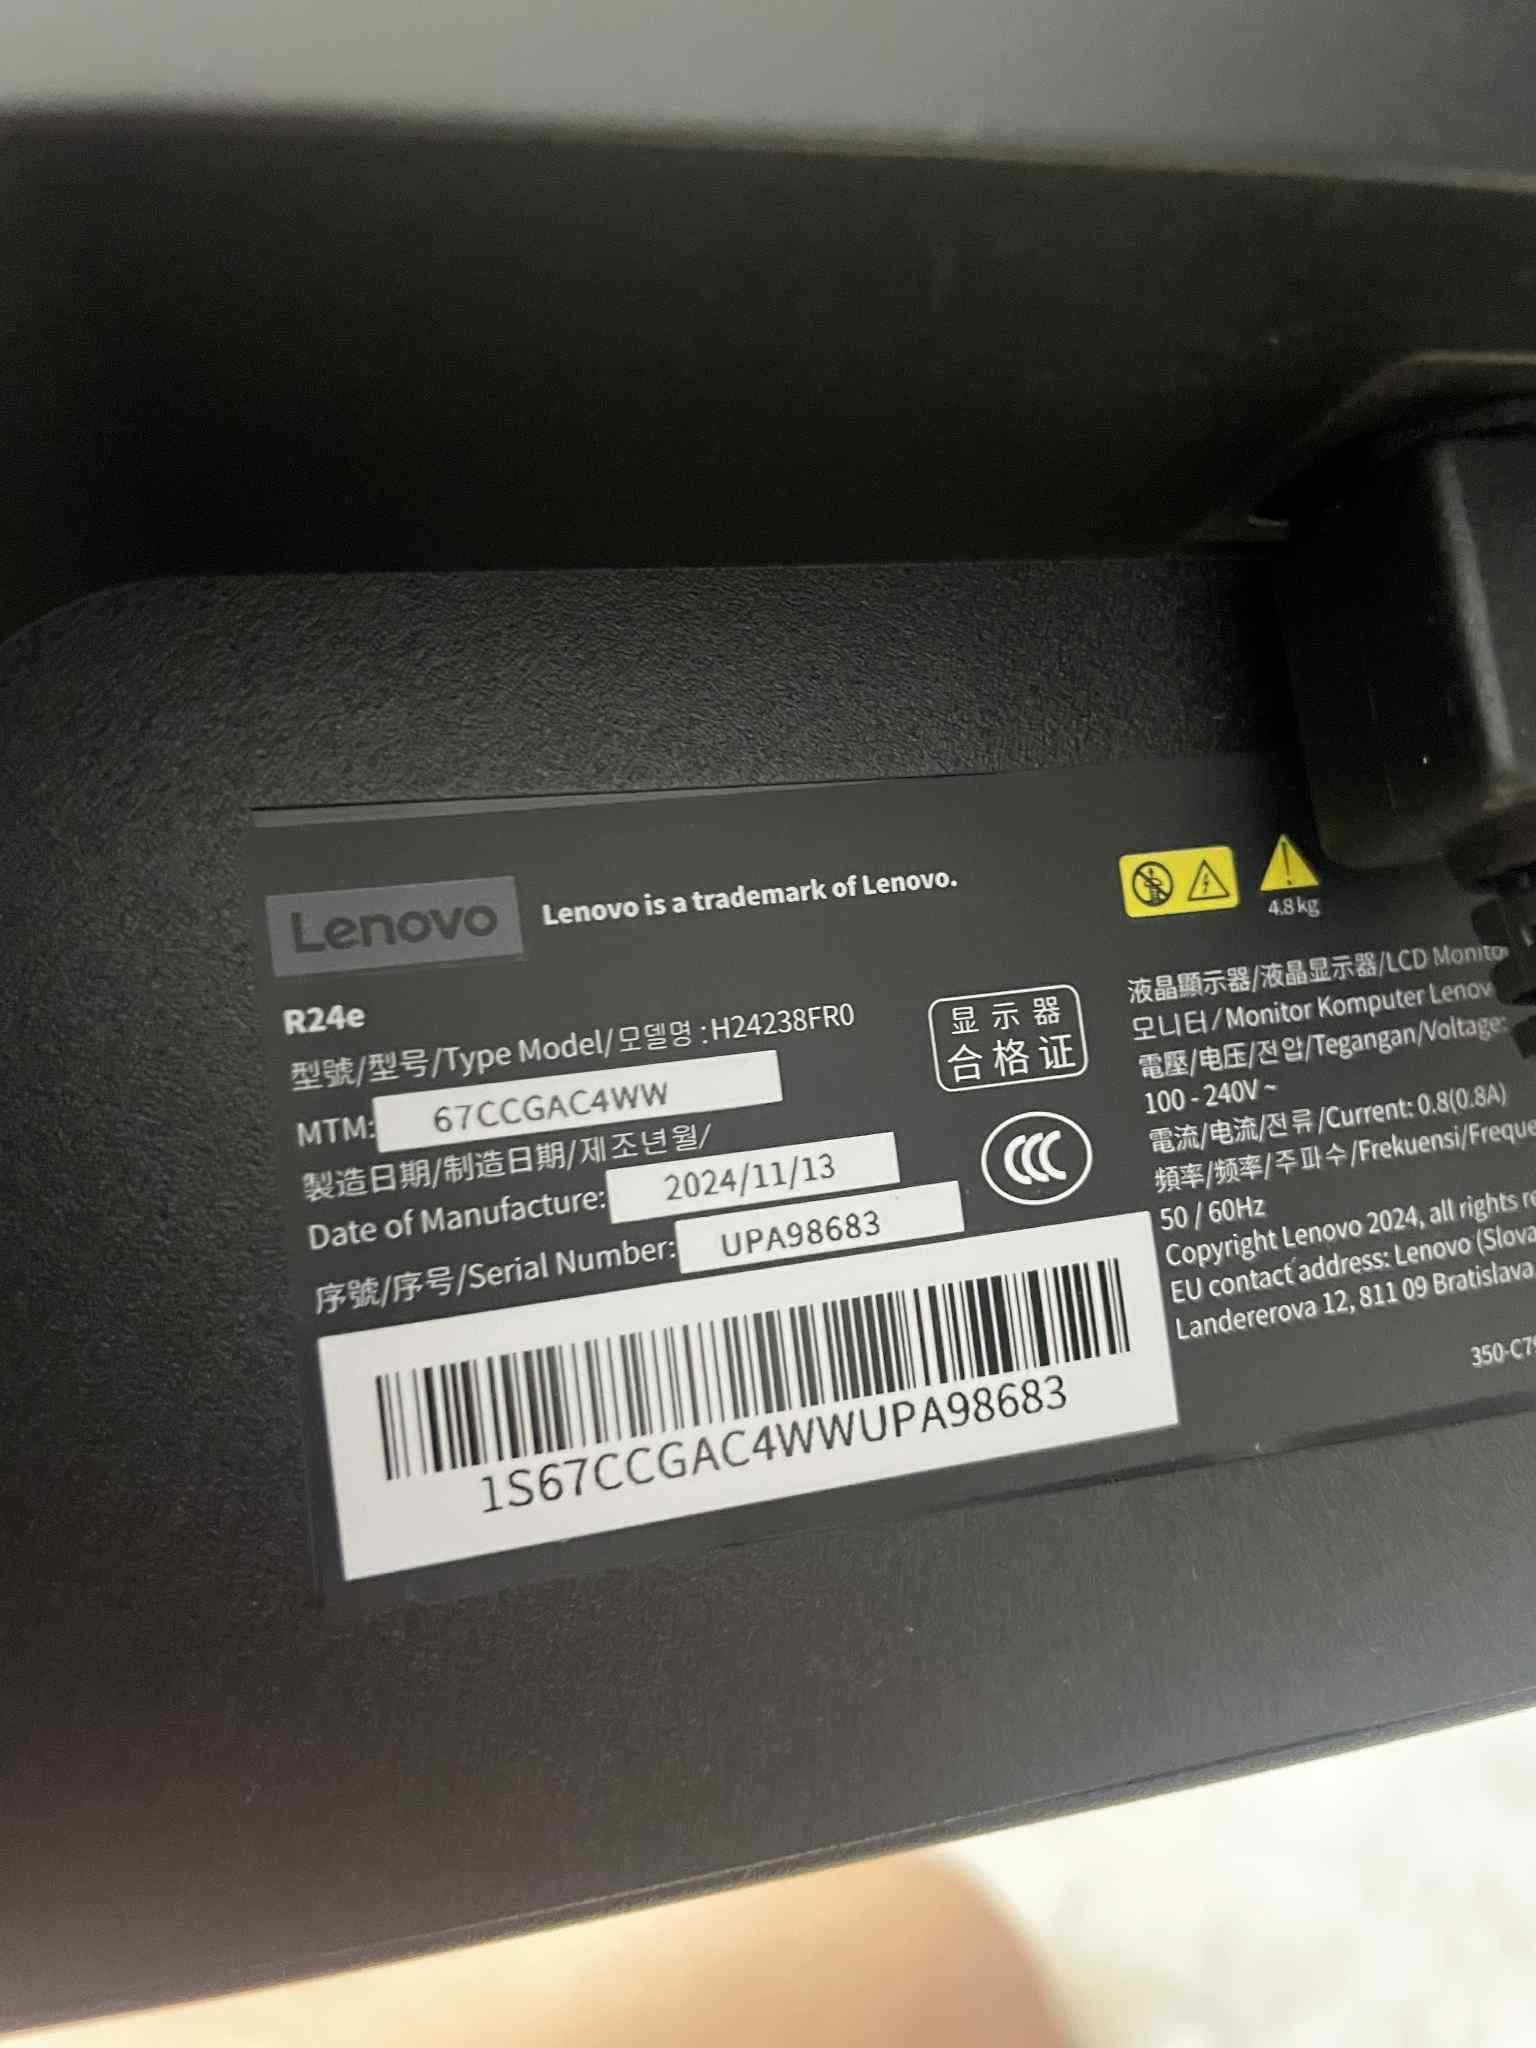 Lenovo
Lenovo is a trademark of Lenovo.
4.8 kg
R24e
型號/型号/Type Model/모델명 :H24238FR0
MTM: 67CCGAC4WW
製造日期/制造日期/제조년월/
Date of Manufacture: 2024/11/13
序號/序号/Serial Number: UPA98683
1S67CCGAC4WWUPA98683
显示器
合格证
CCC
液晶顯示器/液晶显示器/LCD
모니터/Monitor Komputer
電壓/电压/전압/Tegangan/Voltage:
100 - 240V ~
電流/电流/전류/Current: 0.8(0.8A)
頻率/频率/주파수/Frekuensi/
50 / 60Hz
Copyright Lenovo 2024, all rights
EU contact address: Lenovo
Landererova 12, 811 09 Bratislava,